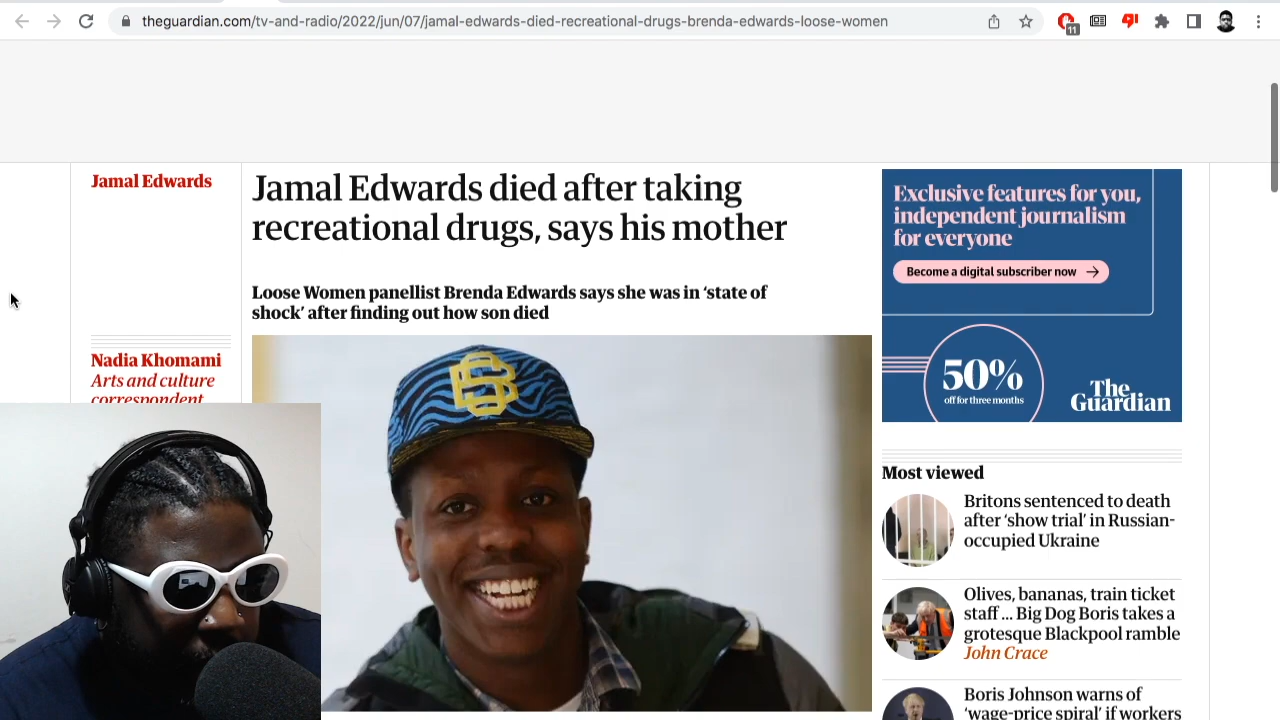 theguardian.com/tv-and-radio/2022/jun/07/jamal-edwards-died-recreational-drugs-brenda-edwards-loose-women
11
Jamal Edwards
Jamal Edwards died after taking
recreational drugs, says his mother
Loose Women panellist Brenda Edwards says she was in ‘state of
shock’ after finding out how son died
Nadia Khomami
Arts and culture
correspondent
Exclusive features for you,
independent journalism
for everyone
Become a digital subscriber now
50%
off for three months
The
Guardian
Most viewed
Britons sentenced to death
after ‘show trial’ in Russian-
occupied Ukraine
Olives, bananas, train ticket
staff … Big Dog Boris takes a
grotesque Blackpool ramble
John Crace
Boris Johnson warns of
‘wage-price spiral’ if workers